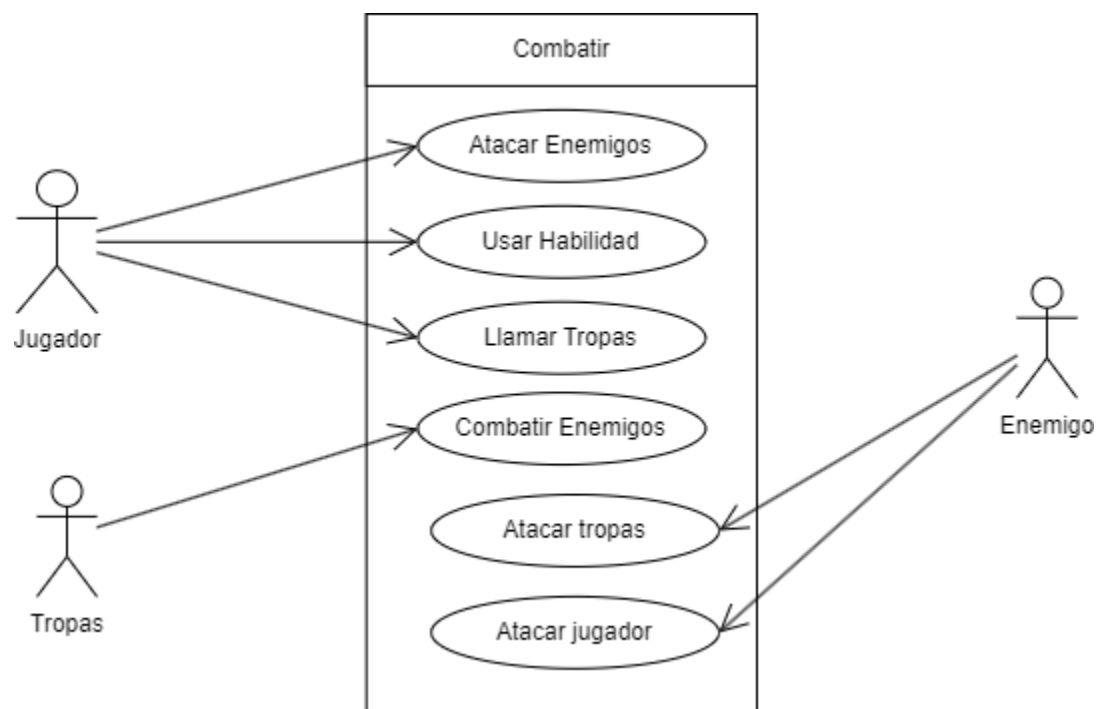 Combatir
Atacar Enemigos
Usar Habilidad
Llamar Tropas
Combatir Enemigos
Atacar tropas
Atacar jugador
Jugador
Tropas
Enemigo